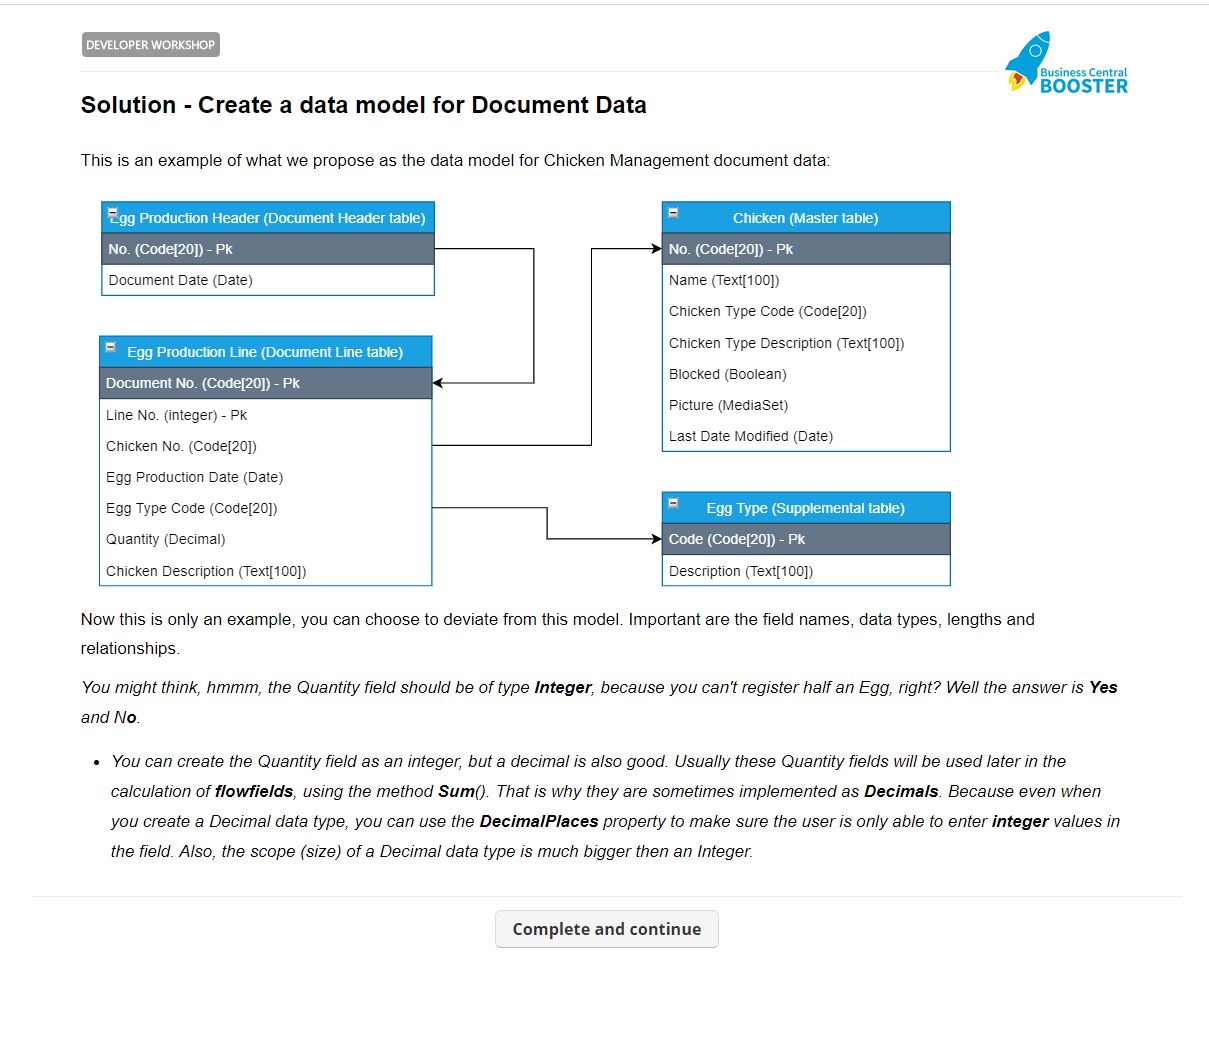 DEVELOPER WORKSHOP
Business Central
BOOSTER
Solution - Create a data model for Document Data
This is an example of what we propose as the data model for Chicken Management document data:
Egg Production Header (Document Header table)
No. (Code[20]) - Pk
Document Date (Date)
Egg Production Line (Document Line table)
Document No. (Code[20]) - Pk
Line No. (integer) - Pk
Chicken No. (Code[20])
Egg Production Date (Date)
Egg Type Code (Code[20])
Quantity (Decimal)
Chicken Description (Text[100])
Chicken (Master table)
No. (Code[20]) - Pk
Name (Text[100])
Chicken Type Code (Code[20])
Chicken Type Description (Text[100])
Blocked (Boolean)
Picture (MediaSet)
Last Date Modified (Date)
Egg Type (Supplemental table)
Code (Code[20]) - Pk
Description (Text[100])
Now this is only an example, you can choose to deviate from this model. Important are the field names, data types, lengths and
relationships.
You might think, hmmm, the Quantity field should be of type Integer, because you can't register half an Egg, right? Well the answer is Yes
and No.
• You can create the Quantity field as an integer, but a decimal is also good. Usually these Quantity fields will be used later in the
calculation of flowfields, using the method Sum(). That is why they are sometimes implemented as Decimals. Because even when
you create a Decimal data type, you can use the DecimalPlaces property to make sure the user is only able to enter integer values in
the field. Also, the scope (size) of a Decimal data type is much bigger then an Integer.
Complete and continue